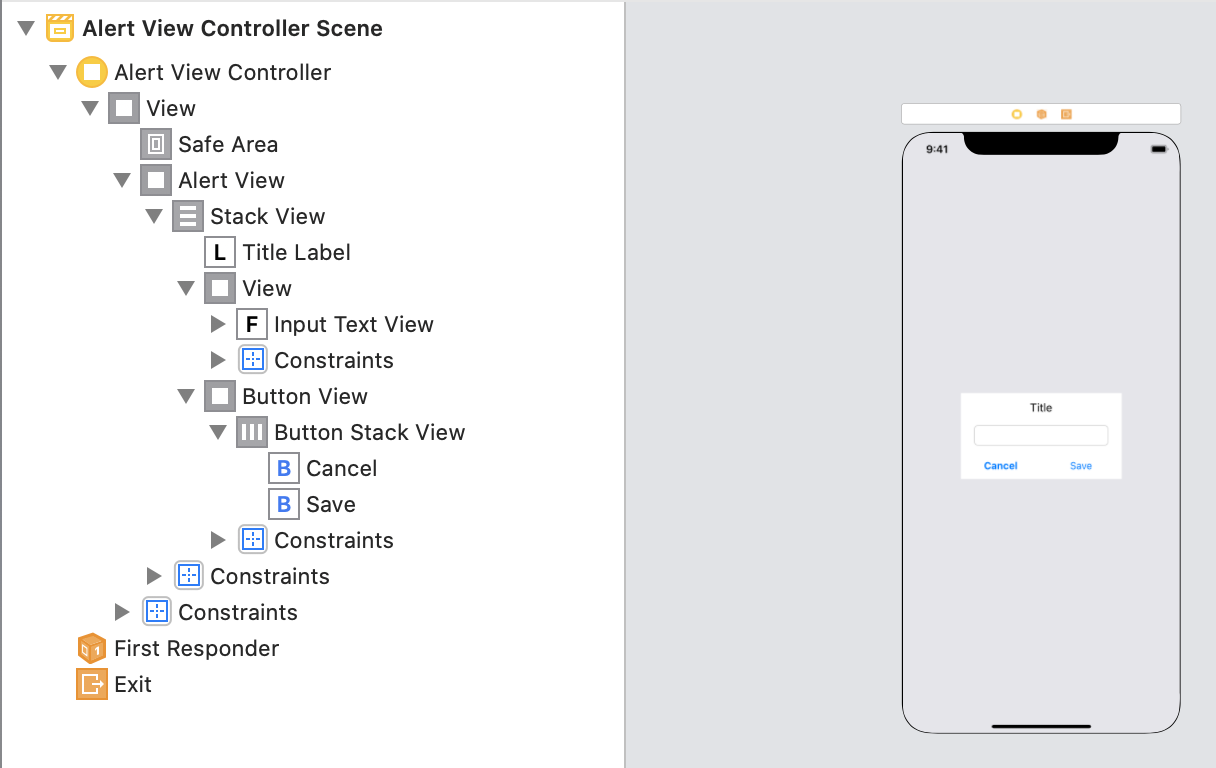 Alert View Controller Scene
Alert View Controller
View
Safe Area
Alert View
Stack View
L Title Label
View
F Input Text View
Constraints
Button View
Button Stack View
B Cancel
B Save
Constraints
Constraints
Constraints
1 First Responder
Exit
9:41
Title
Cancel Save